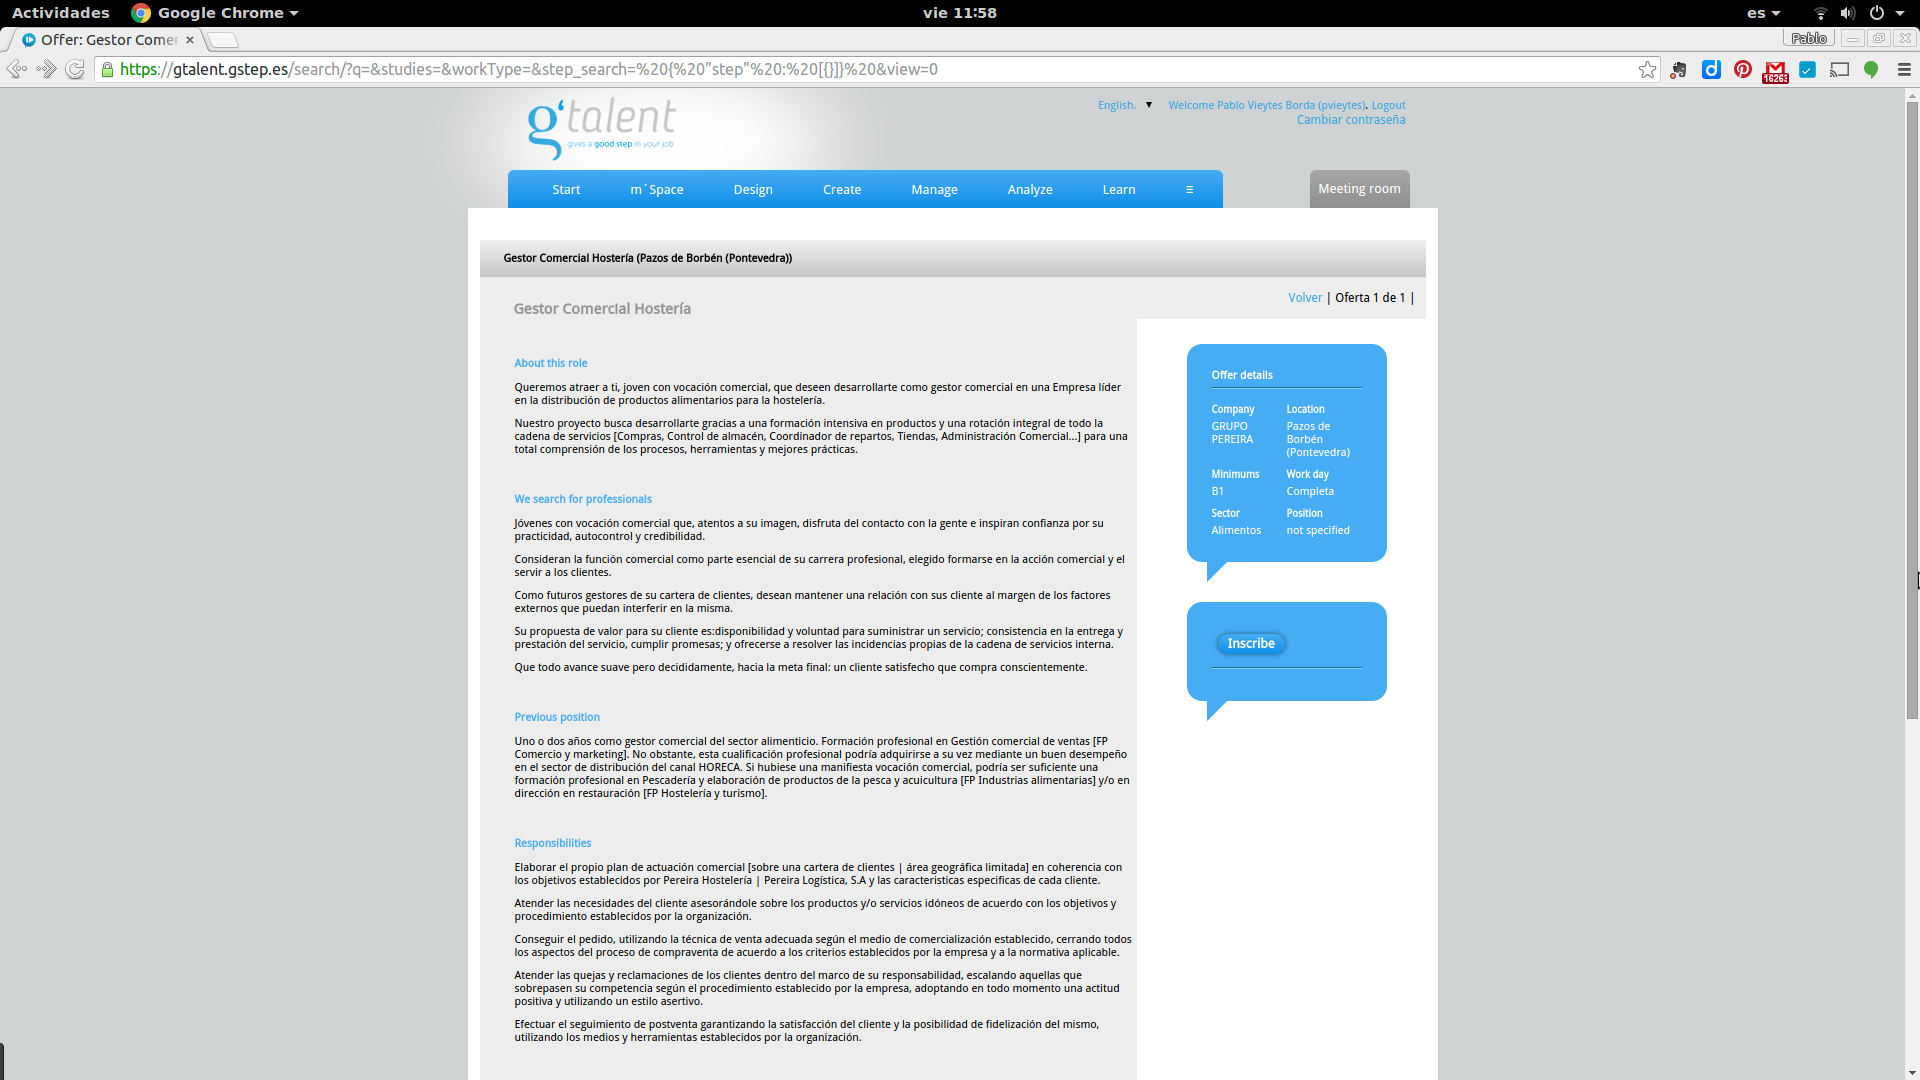 Actividades Google Chrome vie 11:58 es
Offer: Gestor Comer Pablo
https://gtalent.gstep.es/search/?q=&studies=&workType=&step_search=%20{%20"step"%20:%20[{}]}%20&view=0
g'talent
gives a good step in your job
English. ▼ Welcome Pablo Vieytes Borda (pvieytes). Logout
Cambiar contraseña
Start m´Space Design Create Manage Analyze Learn ≡ Meeting room
Gestor Comercial Hostería (Pazos de Borbén (Pontevedra))
Volver | Oferta 1 de 1 |
Gestor Comercial Hostería
About this role
Queremos atraer a ti, joven con vocación comercial, que deseen desarrollarte como gestor comercial en una Empresa líder
en la distribución de productos alimentarios para la hostelería.
Nuestro proyecto busca desarrollarte gracias a una formación intensiva en productos y una rotación integral de todo la
cadena de servicios [Compras, Control de almacén, Coordinador de repartos, Tiendas, Administración Comercial...] para una
total comprensión de los procesos, herramientas y mejores prácticas.
We search for professionals
Jóvenes con vocación comercial que, atentos a su imagen, disfruta del contacto con la gente e inspiran confianza por su
practicidad, autocontrol y credibilidad.
Consideran la función comercial como parte esencial de su carrera profesional, elegido formarse en la acción comercial y el
servir a los clientes.
Como futuros gestores de su cartera de clientes, desean mantener una relación con sus cliente al margen de los factores
externos que puedan interferir en la misma.
Su propuesta de valor para su cliente es:disponibilidad y voluntad para suministrar un servicio; consistencia en la entrega y
prestación del servicio, cumplir promesas; y ofrecerse a resolver las incidencias propias de la cadena de servicios interna.
Que todo avance suave pero decididamente, hacia la meta final: un cliente satisfecho que compra conscientemente.
Previous position
Uno o dos años como gestor comercial del sector alimenticio. Formación profesional en Gestión comercial de ventas [FP
Comercio y marketing]. No obstante, esta cualificación profesional podría adquirirse a su vez mediante un buen desempeño
en el sector de distribución del canal HORECA. Si hubiese una manifiesta vocación comercial, podría ser suficiente una
formación profesional en Pescadería y elaboración de productos de la pesca y acuicultura [FP Industrias alimentarias] y/o en
dirección en restauración [FP Hostelería y turismo].
Responsibilities
Elaborar el propio plan de actuación comercial [sobre una cartera de clientes | área geográfica limitada] en coherencia con
los objetivos establecidos por Pereira Hostelería | Pereira Logística, S.A y las caracteristicas especificas de cada cliente.
Atender las necesidades del cliente asesorándole sobre los productos y/o servicios idóneos de acuerdo con los objetivos y
procedimiento establecidos por la organización.
Conseguir el pedido, utilizando la técnica de venta adecuada según el medio de comercialización establecido, cerrando todos
los aspectos del proceso de compraventa de acuerdo a los criterios establecidos por la empresa y a la normativa aplicable.
Atender las quejas y reclamaciones de los clientes dentro del marco de su responsabilidad, escalando aquellas que
sobrepasen su competencia según el procedimiento establecido por la empresa, adoptando en todo momento una actitud
positiva y utilizando un estilo asertivo.
Efectuar el seguimiento de postventa garantizando la satisfacción del cliente y la posibilidad de fidelización del mismo,
utilizando los medios y herramientas establecidos por la organización.
Offer details
Company Location
GRUPO Pazos de
PEREIRA Borbén
(Pontevedra)
Minimums Work day
B1 Completa
Sector Position
Alimentos not specified
Inscribe